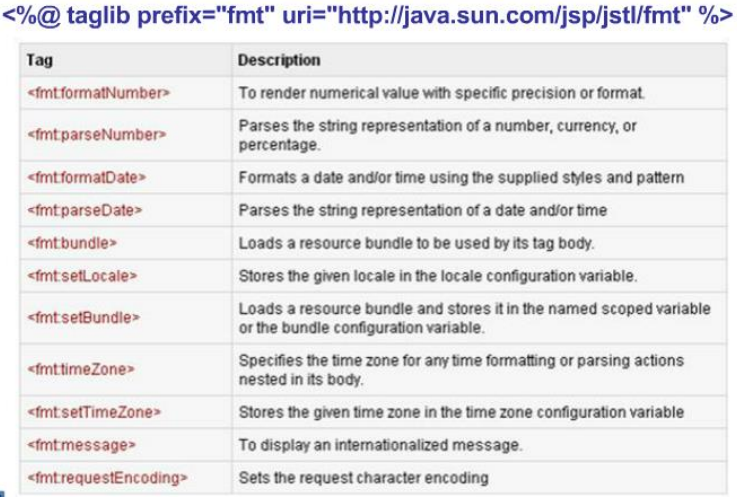 <%@ taglib prefix="fmt" uri="http://java.sun.com/jsp/jstl/fmt" %>
Tag Description
<fmt:formatNumber> To render numerical value with specific precision or format.
<fmt:parseNumber> Parses the string representation of a number, currency, or
percentage.
<fmt:formatDate> Formats a date and/or time using the supplied styles and pattern
<fmt:parseDate> Parses the string representation of a date and/or time
<fmt:bundle> Loads a resource bundle to be used by its tag body.
<fmt:setLocale> Stores the given locale in the locale configuration variable.
<fmt:setBundle> Loads a resource bundle and stores it in the named scoped variable
or the bundle configuration variable.
<fmt:timeZone> Specifies the time zone for any time formatting or parsing actions
nested in its body.
<fmt:setTimeZone> Stores the given time zone in the time zone configuration variable
<fmt:message> To display an internationalized message.
<fmt:requestEncoding> Sets the request character encoding